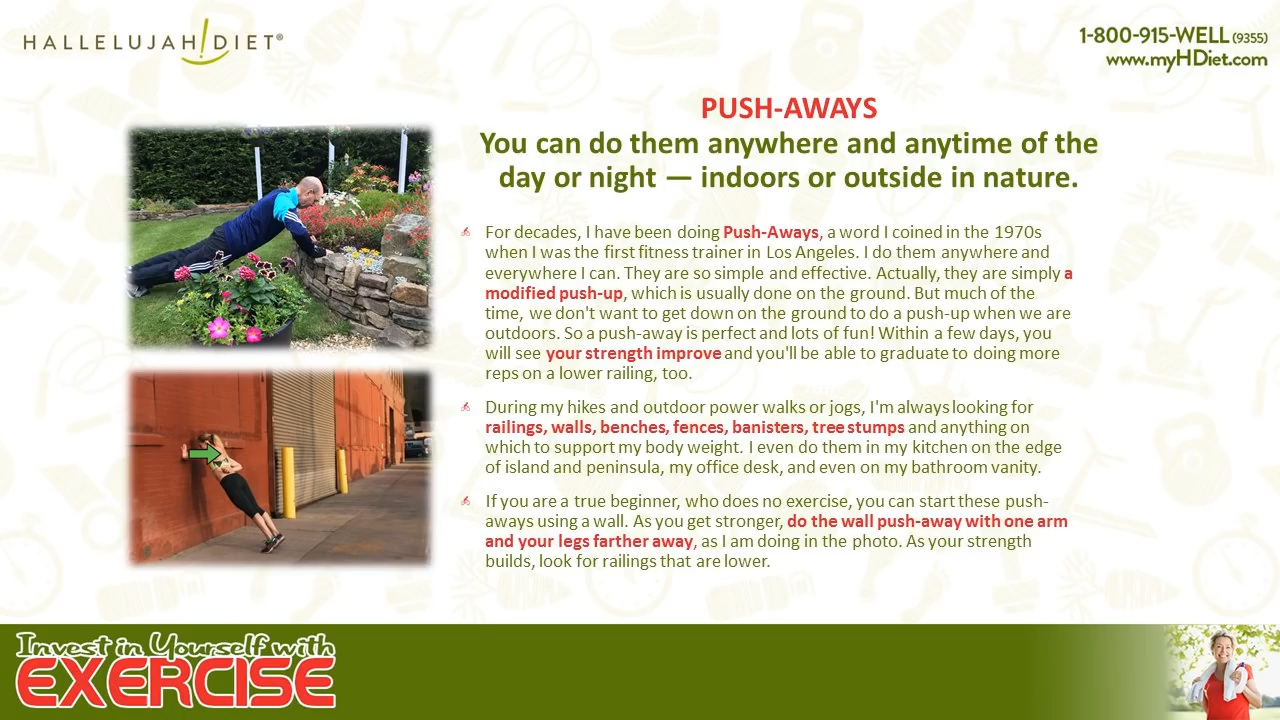 HALLELUJAH!DIET®
1-800-915-WELL (9355)
www.myHDiet.com
PUSH-AWAYS
You can do them anywhere and anytime of the
day or night — indoors or outside in nature.
For decades, I have been doing Push-Aways, a word I coined in the 1970s
when I was the first fitness trainer in Los Angeles. I do them anywhere and
everywhere I can. They are so simple and effective. Actually, they are simply a
modified push-up, which is usually done on the ground. But much of the
time, we don't want to get down on the ground to do a push-up when we are
outdoors. So a push-away is perfect and lots of fun! Within a few days, you
will see your strength improve and you'll be able to graduate to doing more
reps on a lower railing, too.
During my hikes and outdoor power walks or jogs, I'm always looking for
railings, walls, benches, fences, banisters, tree stumps and anything on
which to support my body weight. I even do them in my kitchen on the edge
of island and peninsula, my office desk, and even on my bathroom vanity.
If you are a true beginner, who does no exercise, you can start these push-
aways using a wall. As you get stronger, do the wall push-away with one arm
and your legs farther away, as I am doing in the photo. As your strength
builds, look for railings that are lower.
Invest in Yourself with
EXERCISE